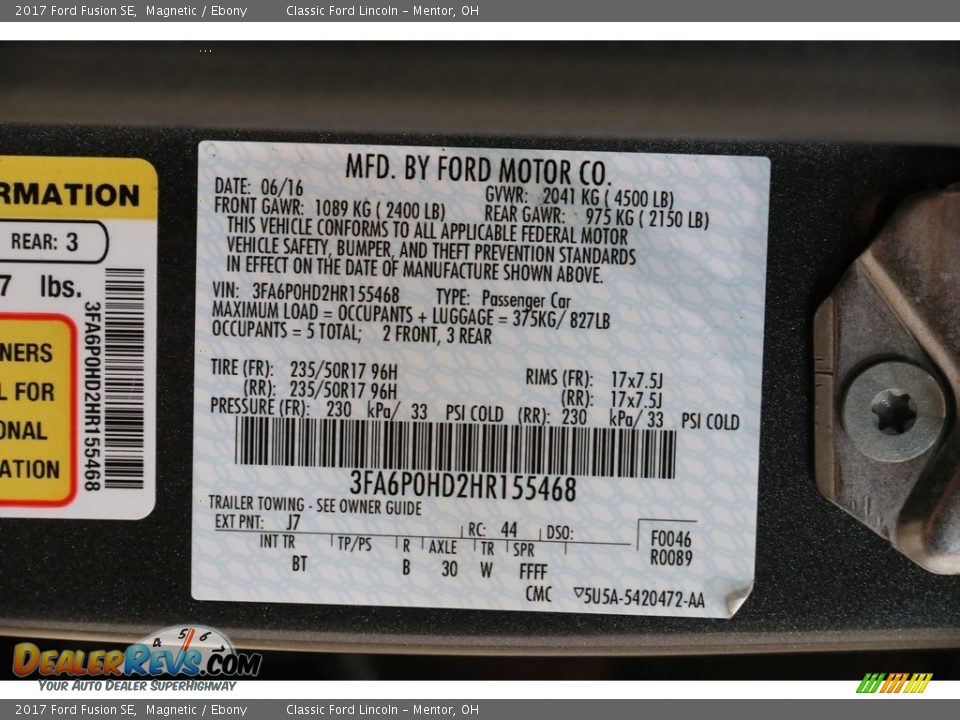 2017 Ford Fusion SE, Magnetic / Ebony Classic Ford Lincoln - Mentor, OH
RMATION
REAR: 3
7 lbs.
NERS
L FOR
ONAL
ATION
3FA6P0HD2HR155468
MFD. BY FORD MOTOR CO.
DATE: 06/16 GVWR: 2041 KG ( 4500 LB)
FRONT GAWR: 1089 KG ( 2400 LB) REAR GAWR: 975 KG ( 2150 LB)
THIS VEHICLE CONFORMS TO ALL APPLICABLE FEDERAL MOTOR
VEHICLE SAFETY, BUMPER, AND THEFT PREVENTION STANDARDS
IN EFFECT ON THE DATE OF MANUFACTURE SHOWN ABOVE.
VIN: 3FA6P0HD2HR155468 TYPE: Passenger Car
MAXIMUM LOAD = OCCUPANTS + LUGGAGE = 375KG/ 827LB
OCCUPANTS = 5 TOTAL; 2 FRONT, 3 REAR
TIRE (FR): 235/50R17 96H RIMS (FR): 17x7.5J
(RR): 235/50R17 96H (RR): 17x7.5J
PRESSURE (FR): 230 kPa/ 33 PSI COLD (RR): 230 kPa/ 33 PSI COLD
3FA6P0HD2HR155468
TRAILER TOWING - SEE OWNER GUIDE
EXT PNT: J7 RC: 44 DSO: F0046
INT TR TP/PS R AXLE TR SPR R0089
BT B 30 W FFFF
CMC ▽5U5A-5420472-AA
4 5 6
DEALERREVS.COM
YOUR AUTO DEALER SUPERHIGHWAY
2017 Ford Fusion SE, Magnetic / Ebony Classic Ford Lincoln - Mentor, OH